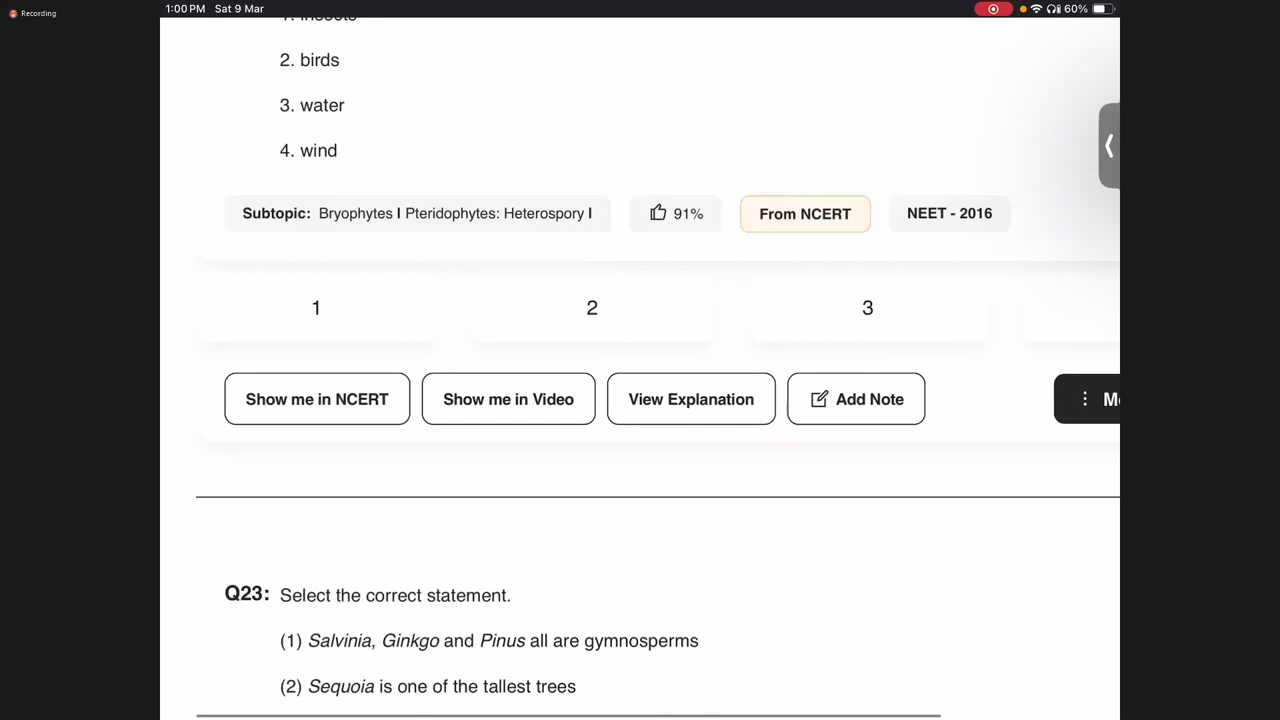 Recording
1:00 PM Sat 9 Mar
60%
1. insects
2. birds
3. water
4. wind
Subtopic: Bryophytes I Pteridophytes: Heterospory I
91%
From NCERT
NEET - 2016
1
2
3
Show me in NCERT
Show me in Video
View Explanation
Add Note
Q23: Select the correct statement.
(1) Salvinia, Ginkgo and Pinus all are gymnosperms
(2) Sequoia is one of the tallest trees